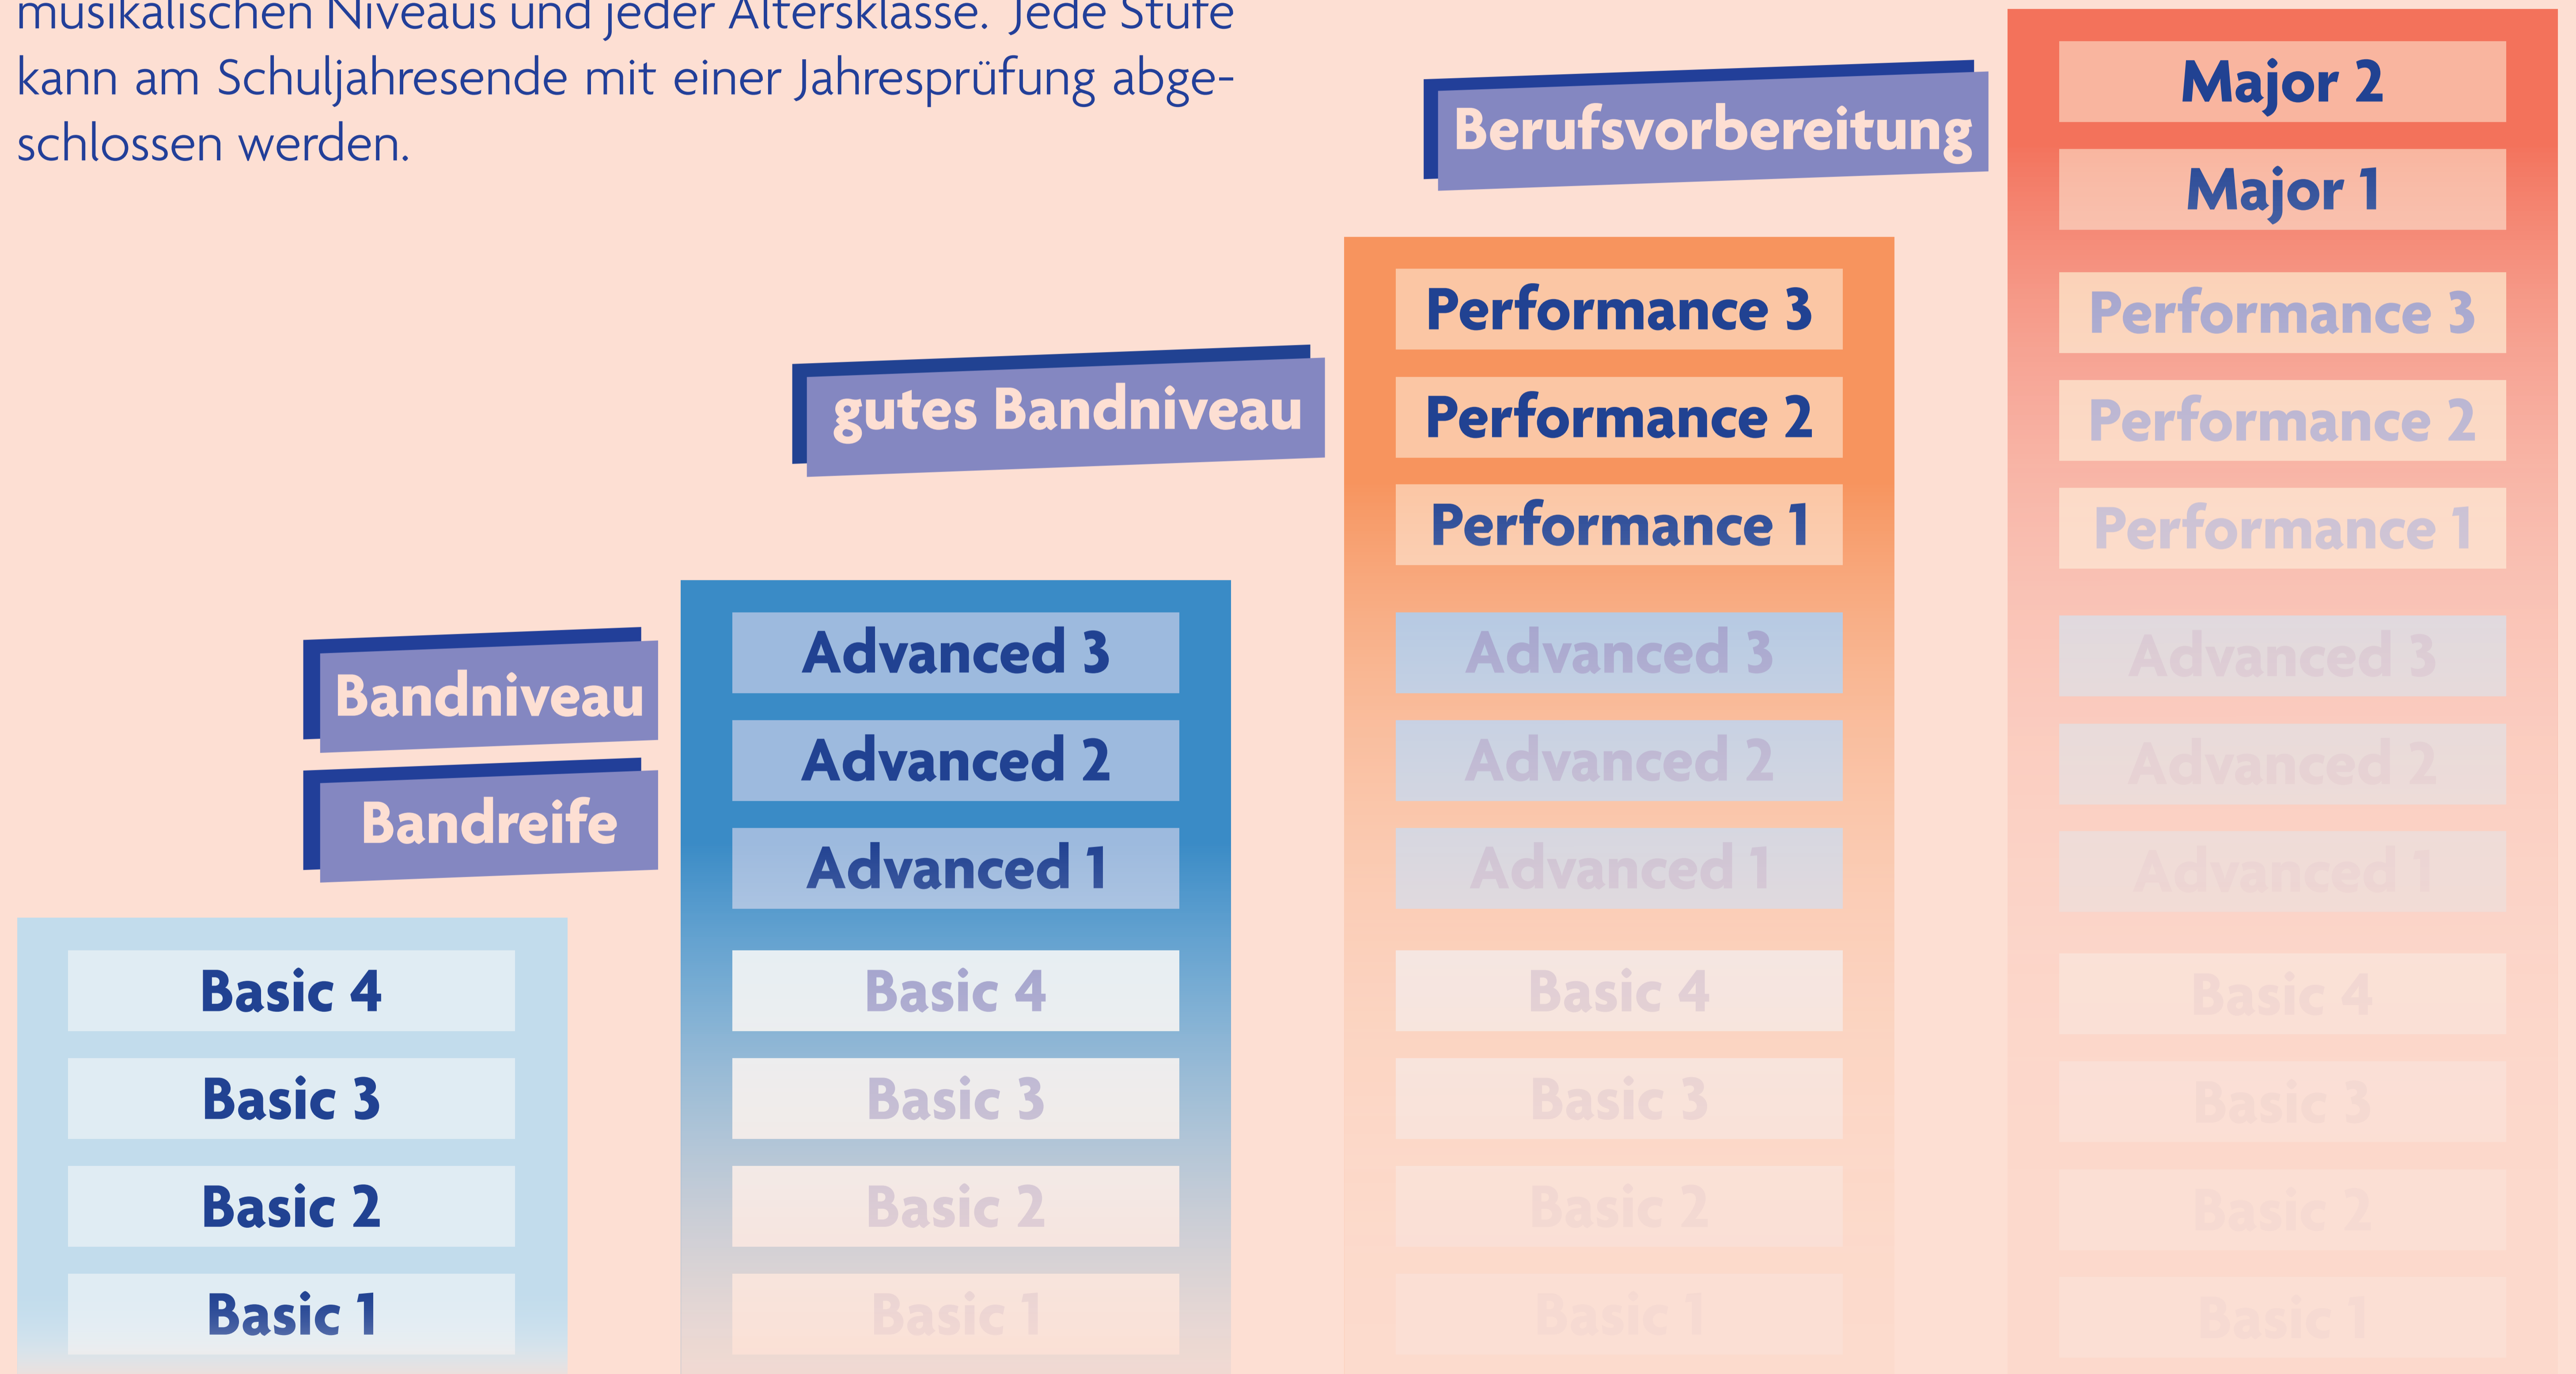 musikalischen Niveaus und jeder Altersklasse. Jede Stufe
kann am Schuljahresende mit einer Jahresprüfung abge-
schlossen werden.
Bandniveau
Bandreife
Basic 4
Basic 3
Basic 2
Basic 1
gutes Bandniveau
Advanced 3
Advanced 2
Advanced 1
Basic 4
Basic 3
Basic 2
Basic 1
Berufsvorbereitung
Performance 3
Performance 2
Performance 1
Advanced 3
Advanced 2
Advanced 1
Basic 4
Basic 3
Basic 2
Basic 1
Major 2
Major 1
Performance 3
Performance 2
Performance 1
Advanced 3
Advanced 2
Advanced 1
Basic 4
Basic 3
Basic 2
Basic 1